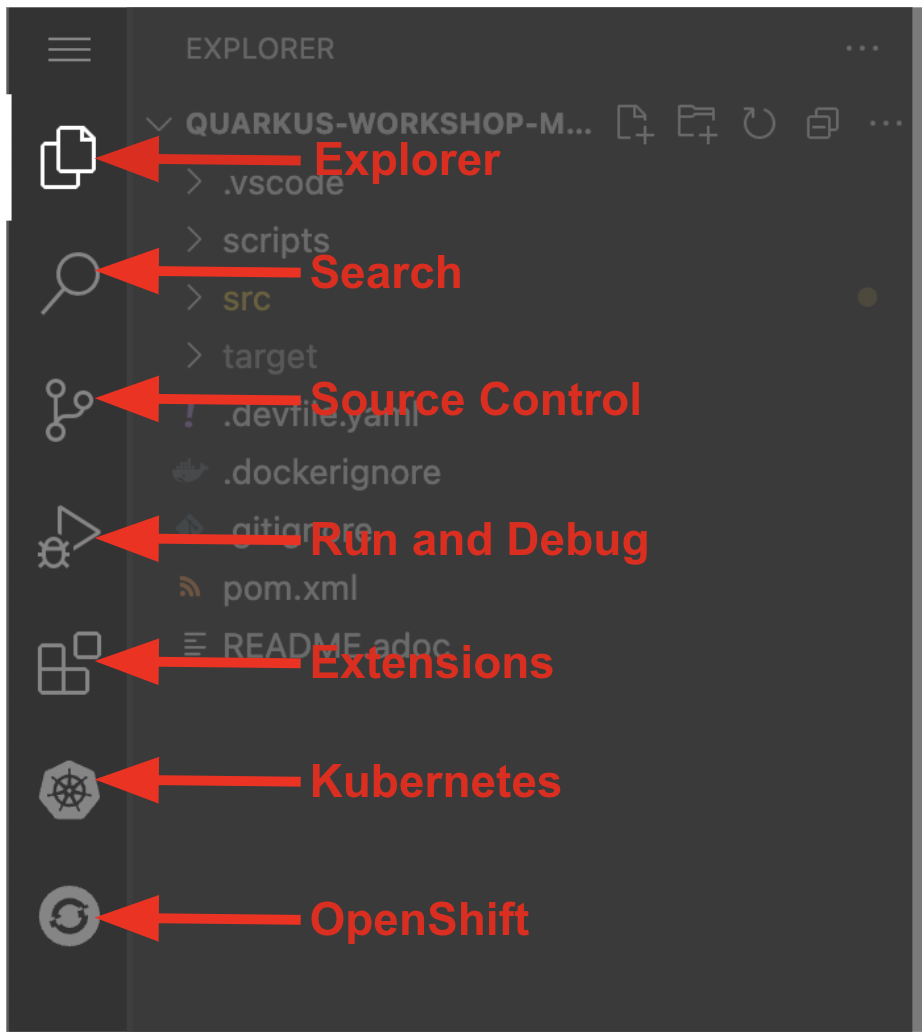 EXPLORER
QUARKUS-WORKSHOP-M...
Explorer
.vscode
scripts
Search
src
target
Source Control
.devfile.yaml
.dockerignore
.gitignore
Run and Debug
pom.xml
README.adoc
Extensions
Kubernetes
OpenShift